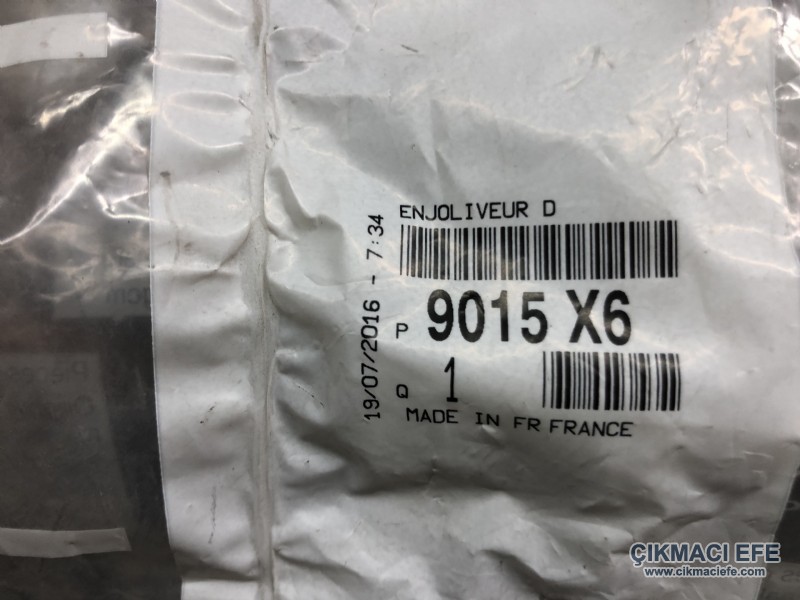 ENJOLIVEUR D
19/07/2016 - 7:34
P 9015 X6
Q 1
MADE IN FR FRANCE
ÇIKMACI EFE
www.cikmaciefe.com